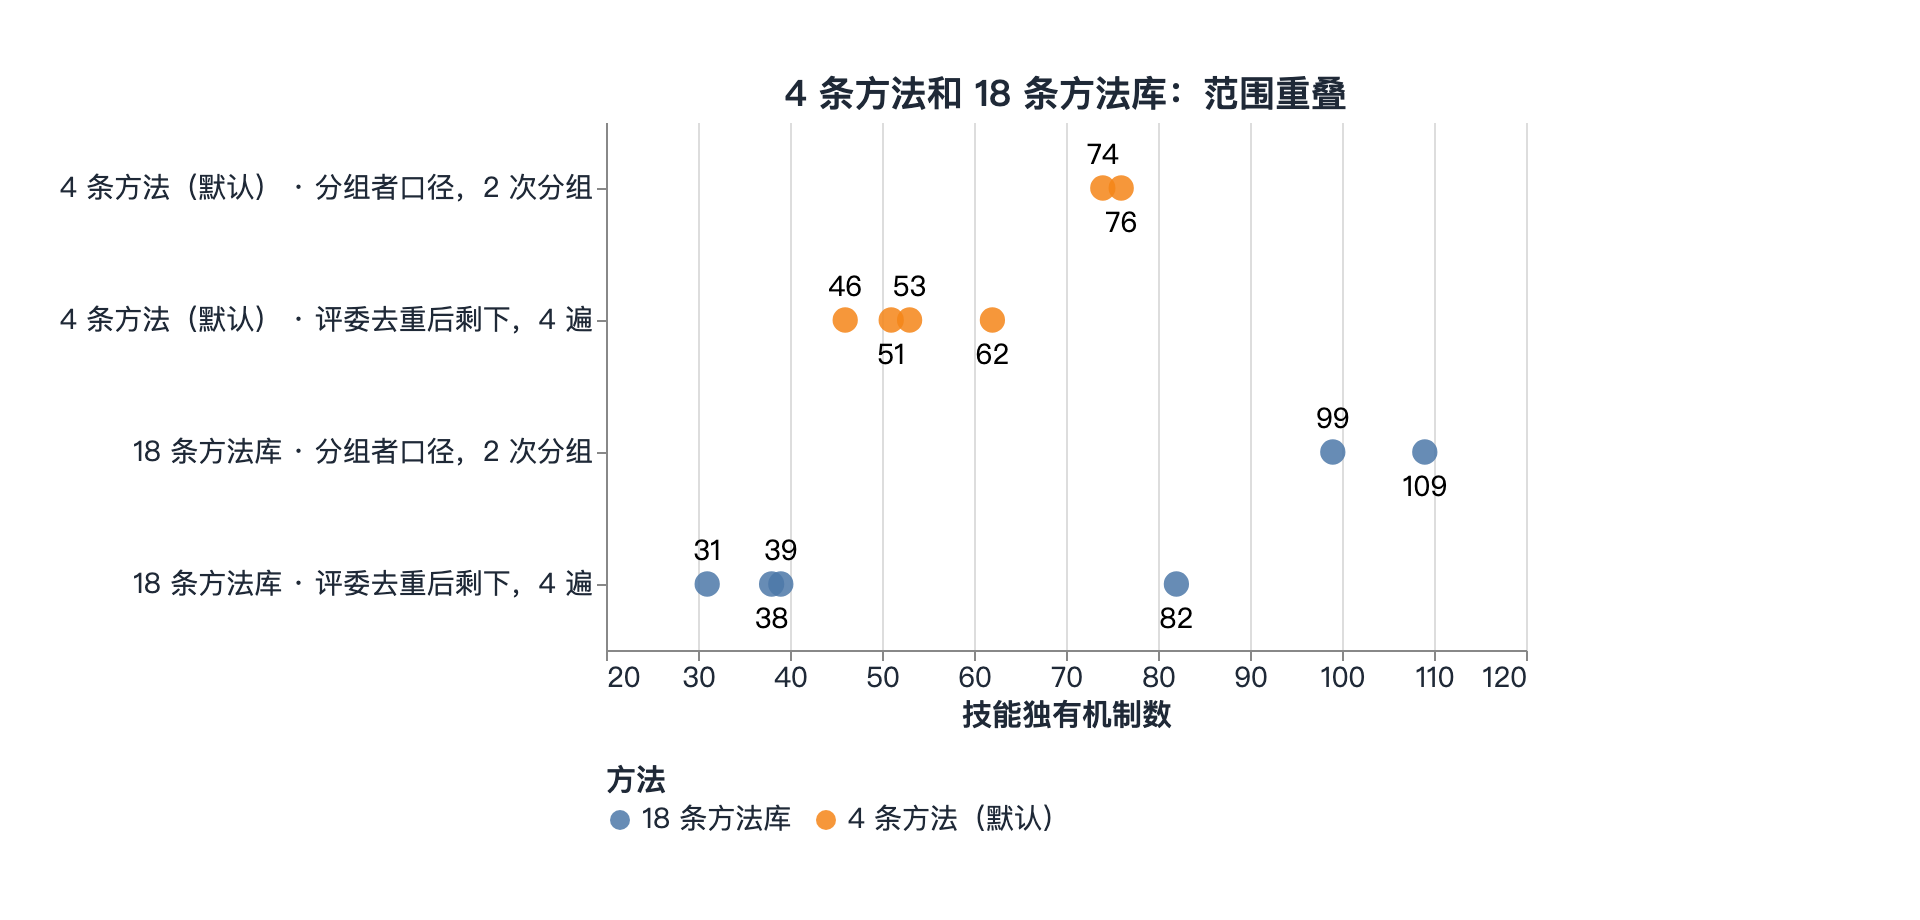 4 条方法和 18 条方法库：范围重叠
4 条方法（默认） · 分组者口径，2 次分组
74
76
4 条方法（默认） · 评委去重后剩下，4 遍
46
53
51
62
18 条方法库 · 分组者口径，2 次分组
99
109
18 条方法库 · 评委去重后剩下，4 遍
31
39
38
82
20 30 40 50 60 70 80 90 100 110 120
技能独有机制数
方法
18 条方法库 4 条方法（默认）